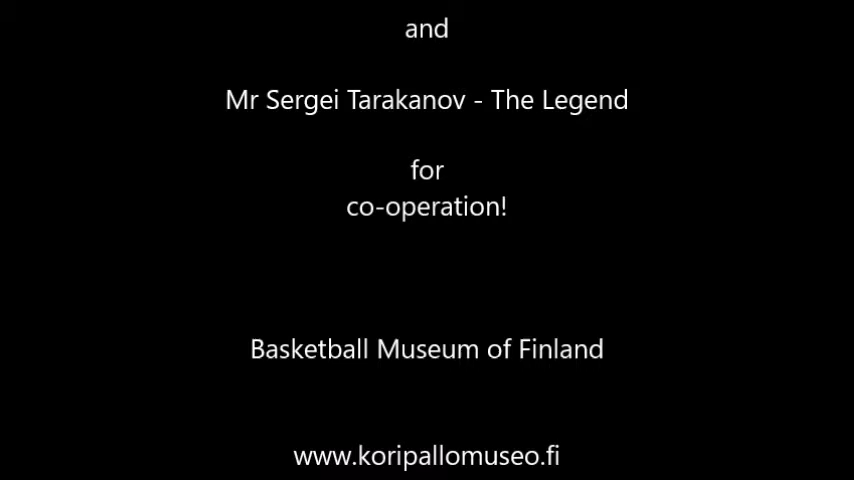 and
Mr Sergei Tarakanov - The Legend
for
co-operation!
Basketball Museum of Finland
www.koripallomuseo.fi